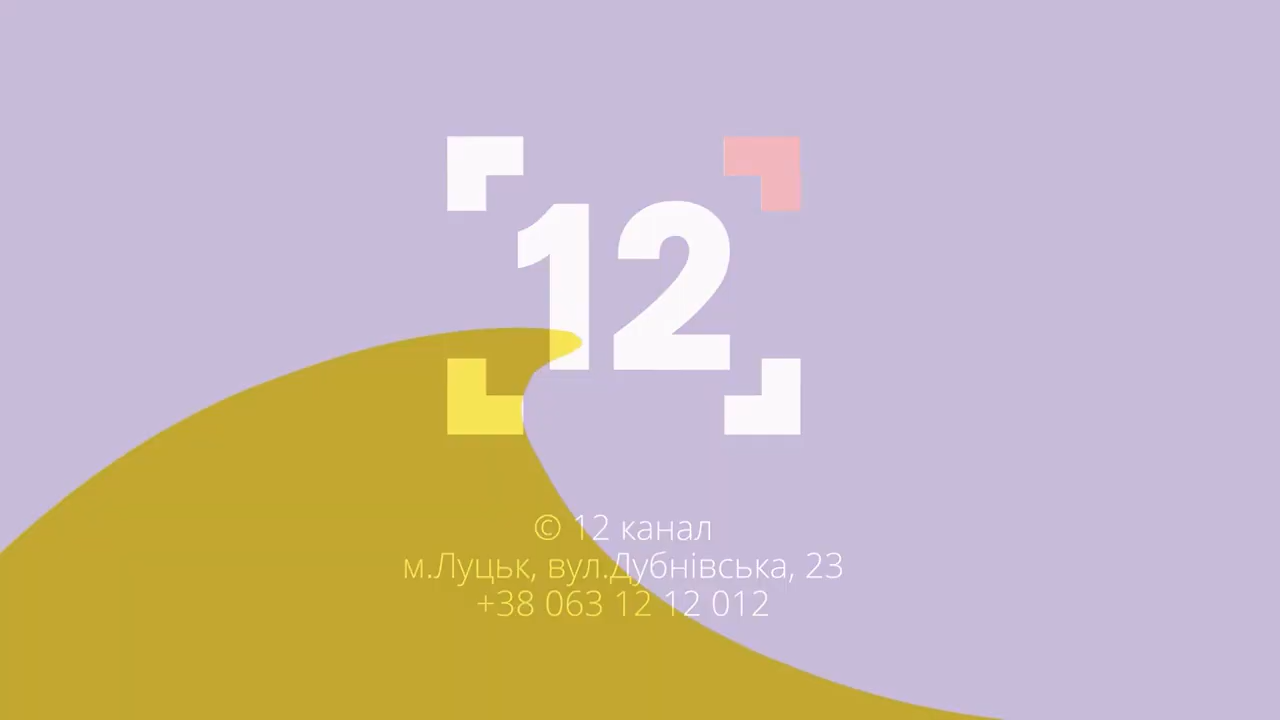 12
© 12 канал
м.Луцьк, вул.Дубнівська, 23
+38 063 12 12 012